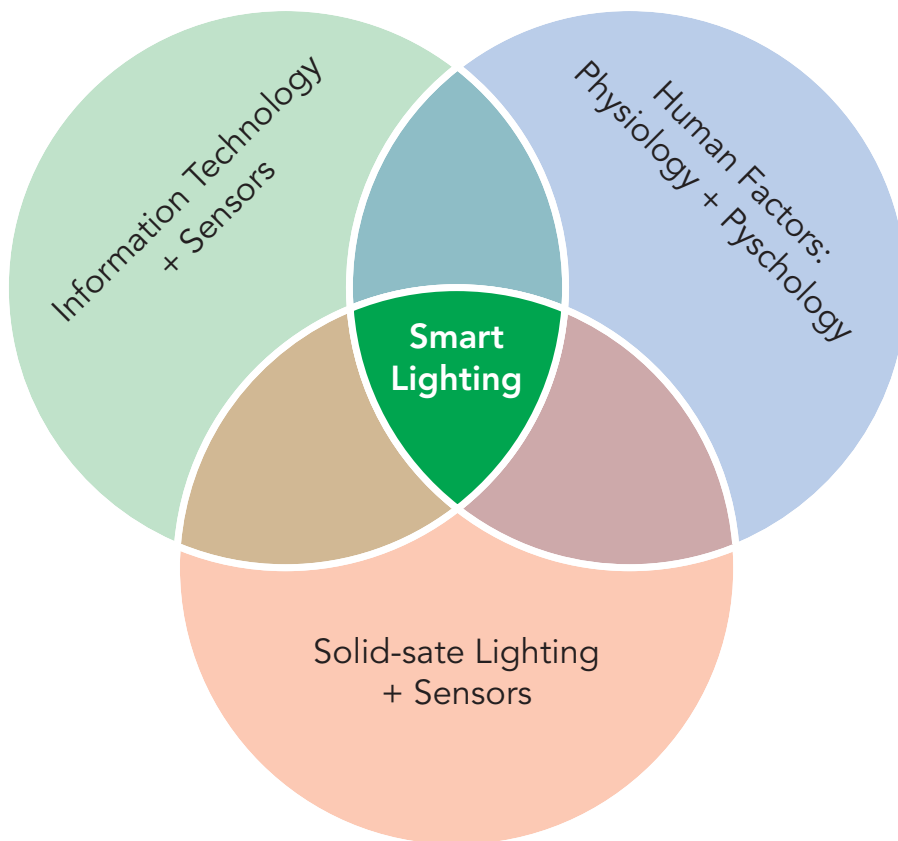 Information Technology
+ Sensors
Human Factors:
Physiology + Pyschology
Smart
Lighting
Solid-sate Lighting
+ Sensors